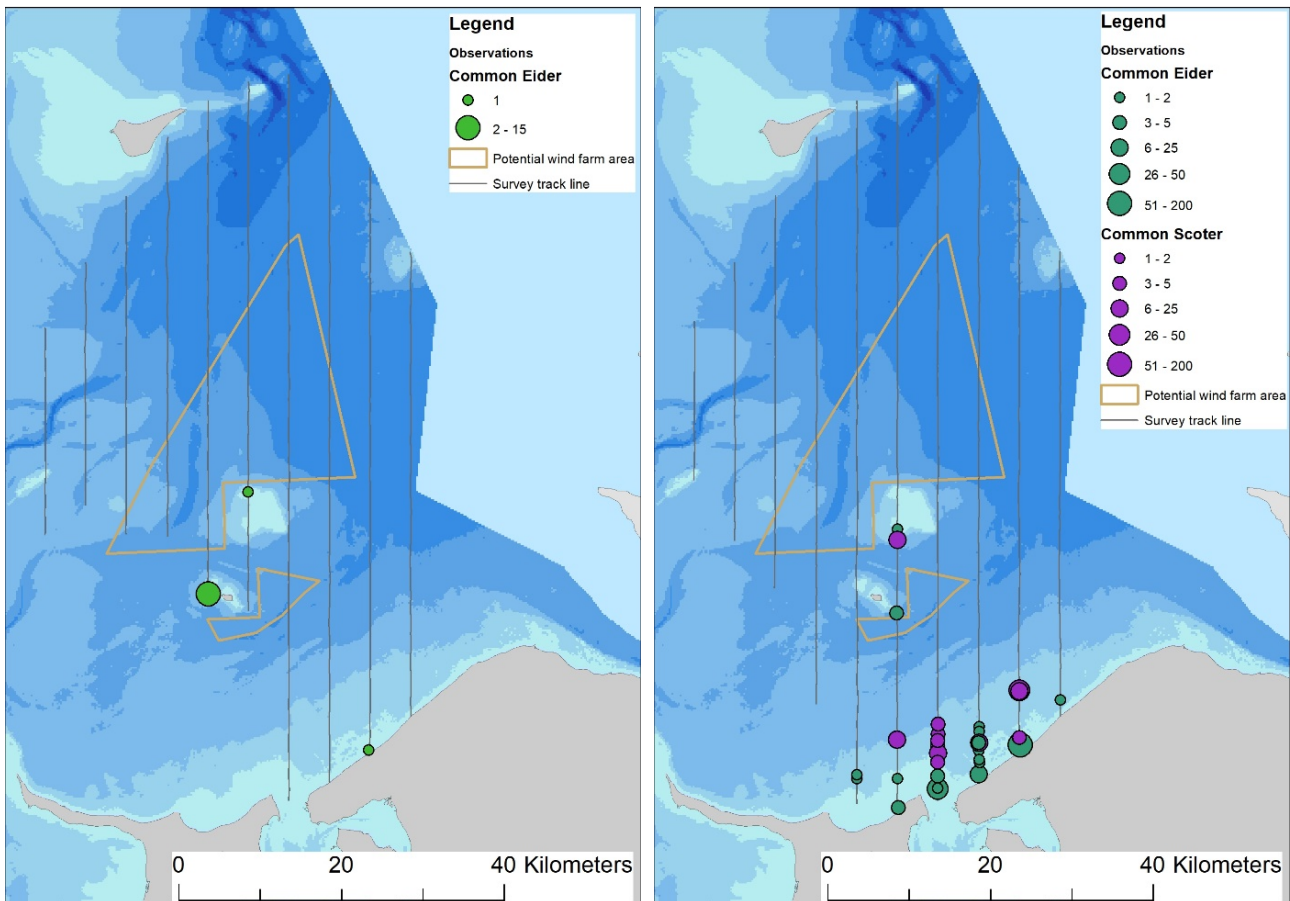 Legend
Observations
Common Eider
1
2 - 15
Potential wind farm area
Survey track line
0 20 40 Kilometers
Legend
Observations
Common Eider
1 - 2
3 - 5
6 - 25
26 - 50
51 - 200
Common Scoter
1 - 2
3 - 5
6 - 25
26 - 50
51 - 200
Potential wind farm area
Survey track line
0 20 40 Kilometers